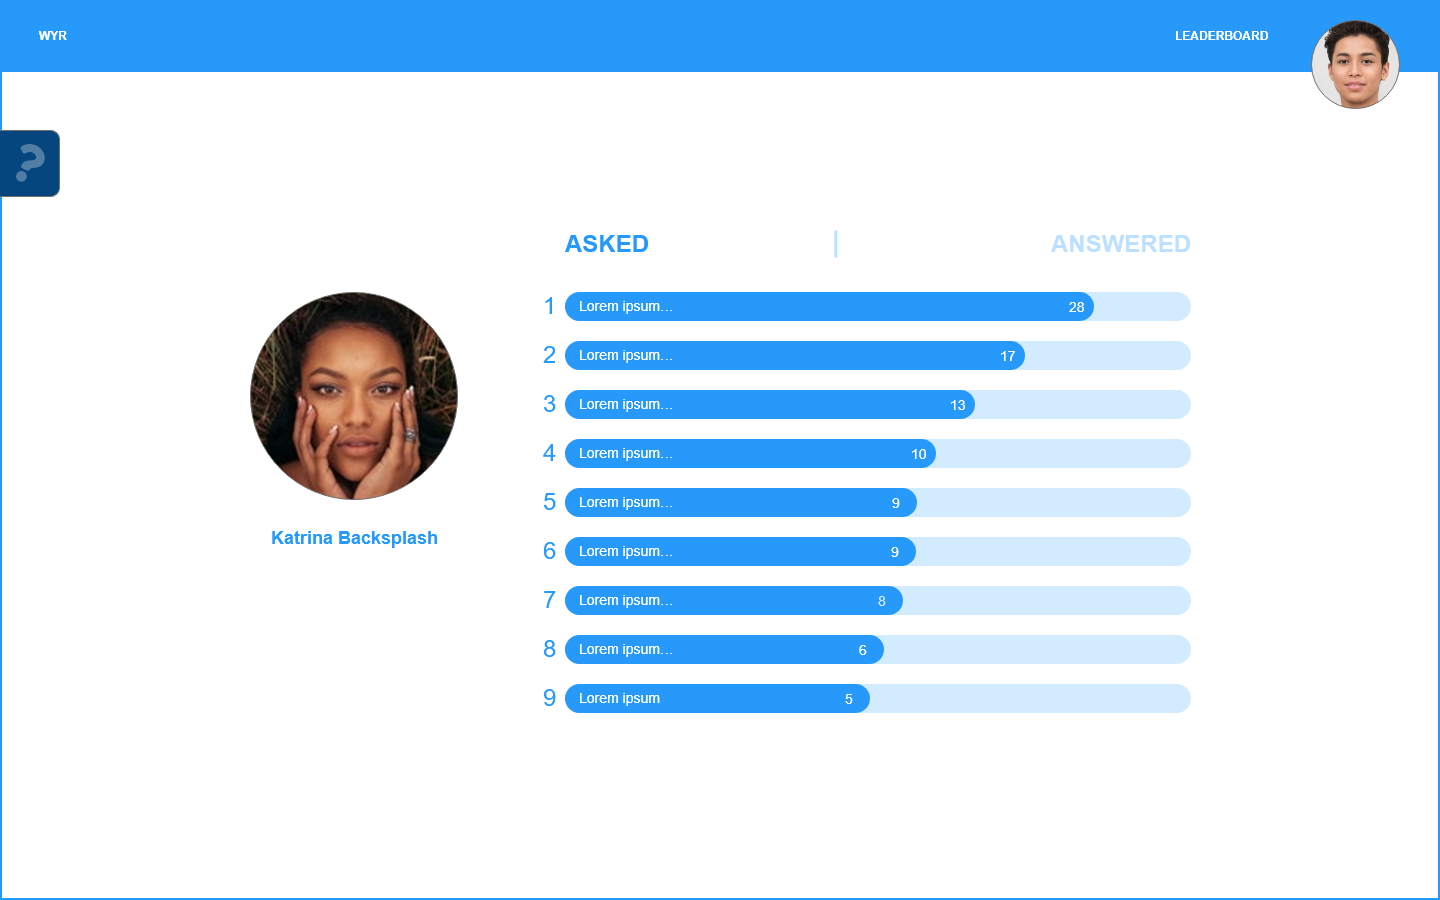 WYR
LEADERBOARD
?
ASKED | ANSWERED
1 Lorem ipsum... 28
2 Lorem ipsum... 17
3 Lorem ipsum... 13
4 Lorem ipsum... 10
5 Lorem ipsum... 9
6 Lorem ipsum... 9
7 Lorem ipsum... 8
8 Lorem ipsum... 6
9 Lorem ipsum 5
Katrina Backsplash